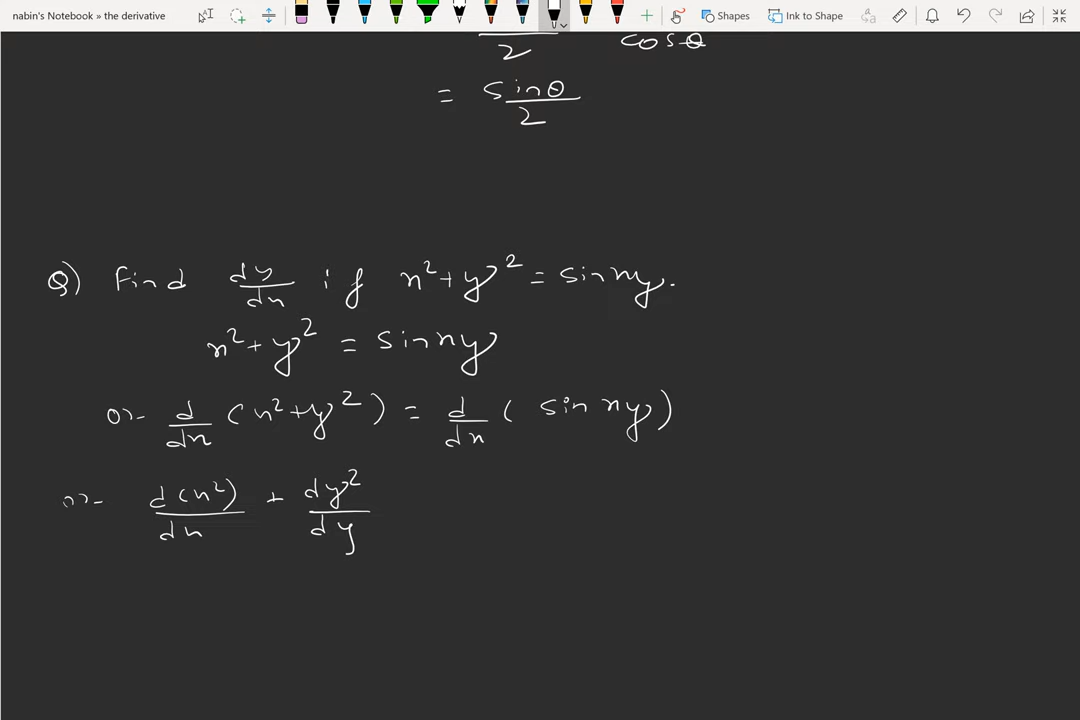 nabin's Notebook » the derivative Shapes Ink to Shape
2 cosθ
= sinθ/2
Q) Find dy/dx if x² + y² = sin xy.
x² + y² = sin xy
or- d/dx (x² + y²) = d/dx ( sin xy)
or- d(x²)/dx + dy²/dy